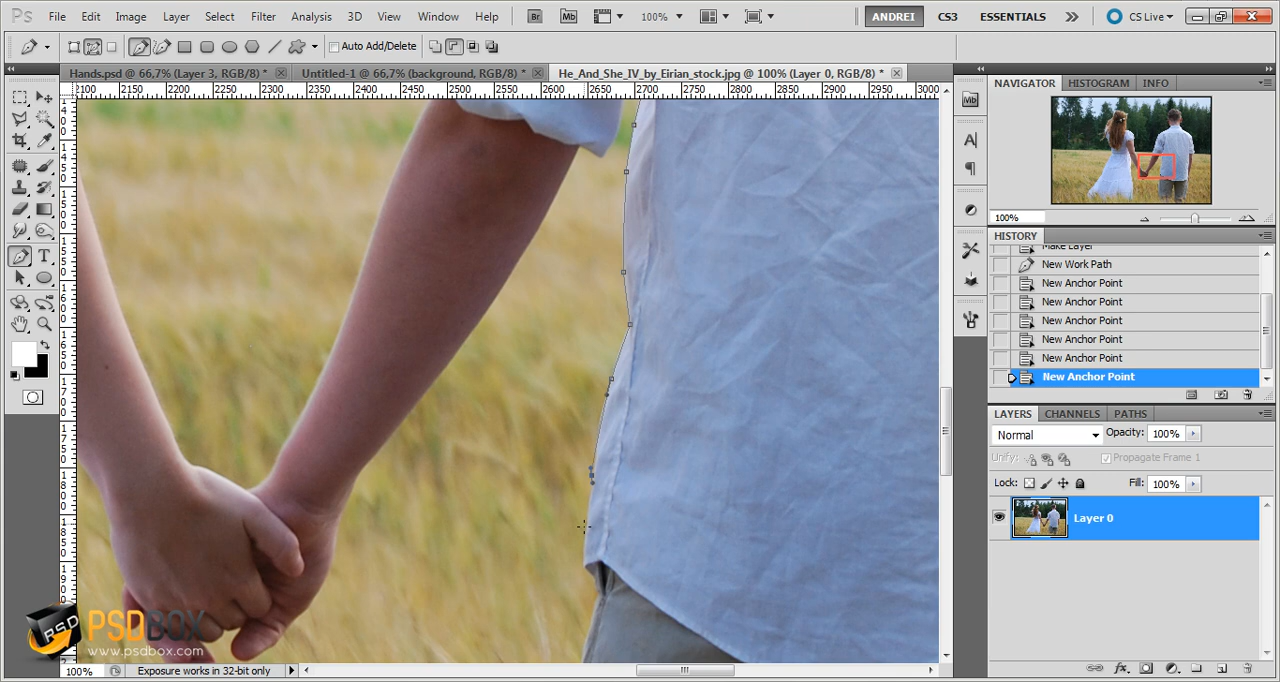 Ps File Edit Image Layer Select Filter Analysis 3D View Window Help Br Mb 100% ANDREI CS3 ESSENTIALS CS Live
Auto Add/Delete
Hands.psd @ 66,7% (Layer 3, RGB/8) * Untitled-1 @ 66,7% (background, RGB/8) * He_And_She_IV_by_Eirian_stock.jpg @ 100% (Layer 0, RGB/8) *
2100 2150 2200 2250 2300 2350 2400 2450 2500 2550 2600 2650 2700 2750 2800 2850 2900 2950 3000
NAVIGATOR HISTOGRAM INFO
Mb
100%
HISTORY
Make Layer
New Work Path
New Anchor Point
New Anchor Point
New Anchor Point
New Anchor Point
New Anchor Point
New Anchor Point
LAYERS CHANNELS PATHS
Normal Opacity: 100%
Unify: Propagate Frame 1
Lock: Fill: 100%
Layer 0
PSD PSDBOX
www.psdbox.com
100% Exposure works in 32-bit only